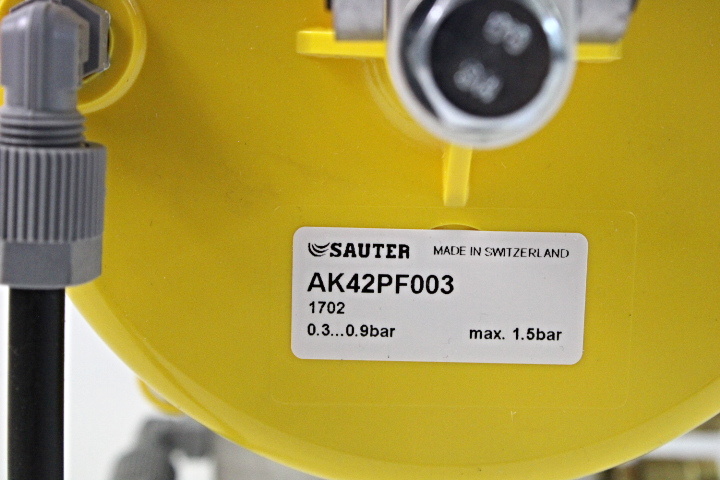 SAUTER MADE IN SWITZERLAND
AK42PF003
1702
0.3...0.9bar max. 1.5bar